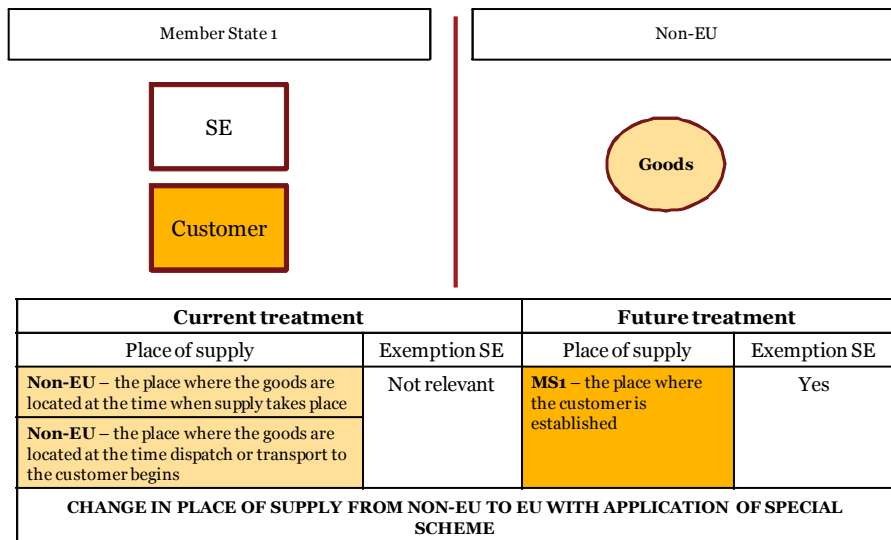 Member State 1
Non-EU
SE
Goods
Customer
Current treatment
Future treatment
Place of supply
Exemption SE
Place of supply
Exemption SE
Non-EU – the place where the goods are
located at the time when supply takes place
Not relevant
MS1 – the place where
the customer is
established
Yes
Non-EU – the place where the goods are
located at the time dispatch or transport to
the customer begins
CHANGE IN PLACE OF SUPPLY FROM NON-EU TO EU WITH APPLICATION OF SPECIAL
SCHEME